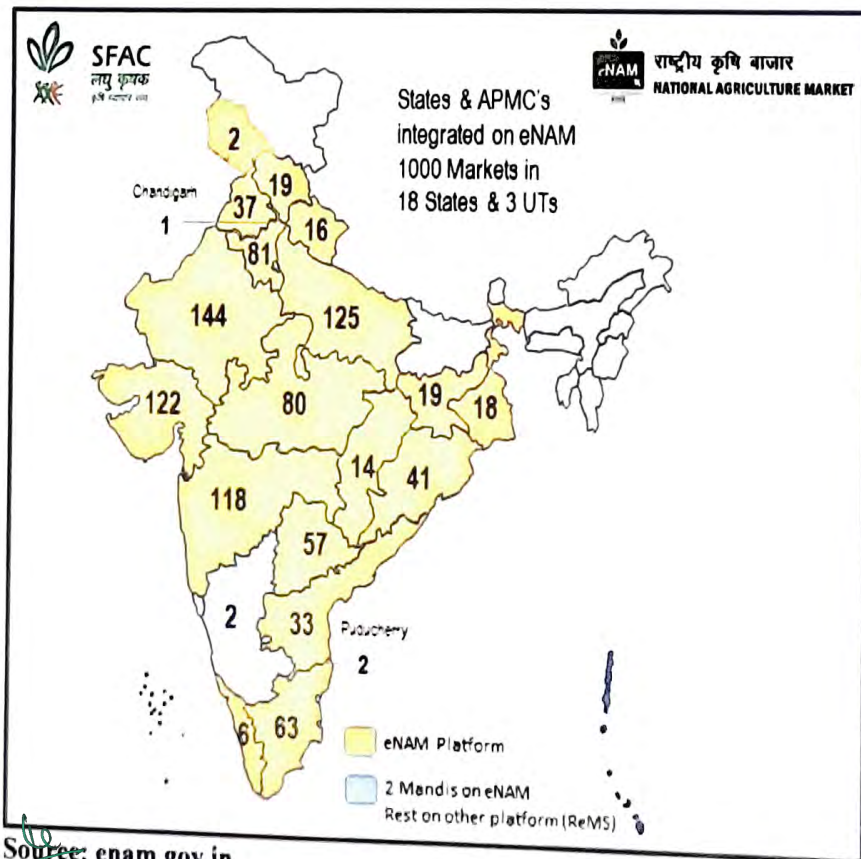 SFAC
लघु कृषक
eNAM
राष्ट्रीय कृषि बाजार
NATIONAL AGRICULTURE MARKET
States & APMC's
integrated on eNAM
1000 Markets in
18 States & 3 UTs
2
19
Chandigarh
37
1
16
81
144
125
122
80
19
18
14
41
118
57
2
33
Puducherry
2
6
63
eNAM Platform
2 Mandis on eNAM
Rest on other platform (ReMS)
Source: enam.gov.in